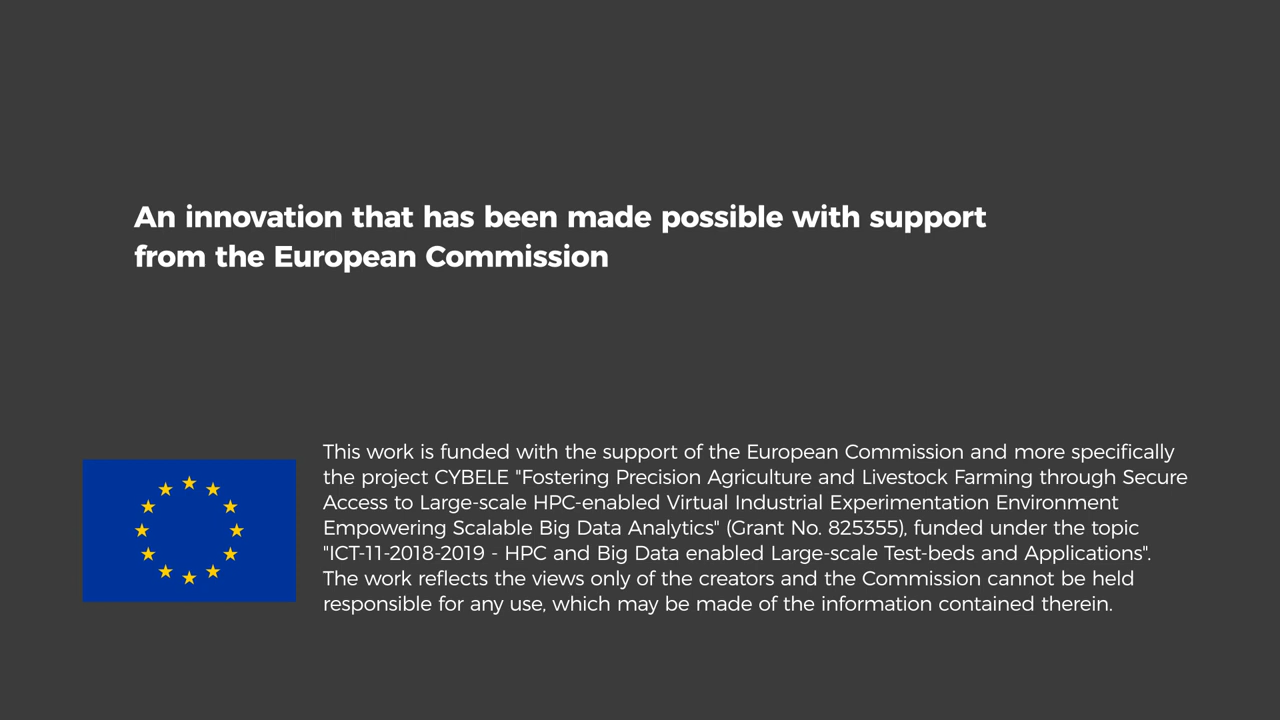 An innovation that has been made possible with support
from the European Commission
This work is funded with the support of the European Commission and more specifically
the project CYBELE "Fostering Precision Agriculture and Livestock Farming through Secure
Access to Large-scale HPC-enabled Virtual Industrial Experimentation Environment
Empowering Scalable Big Data Analytics" (Grant No. 825355), funded under the topic
"ICT-11-2018-2019 - HPC and Big Data enabled Large-scale Test-beds and Applications".
The work reflects the views only of the creators and the Commission cannot be held
responsible for any use, which may be made of the information contained therein.